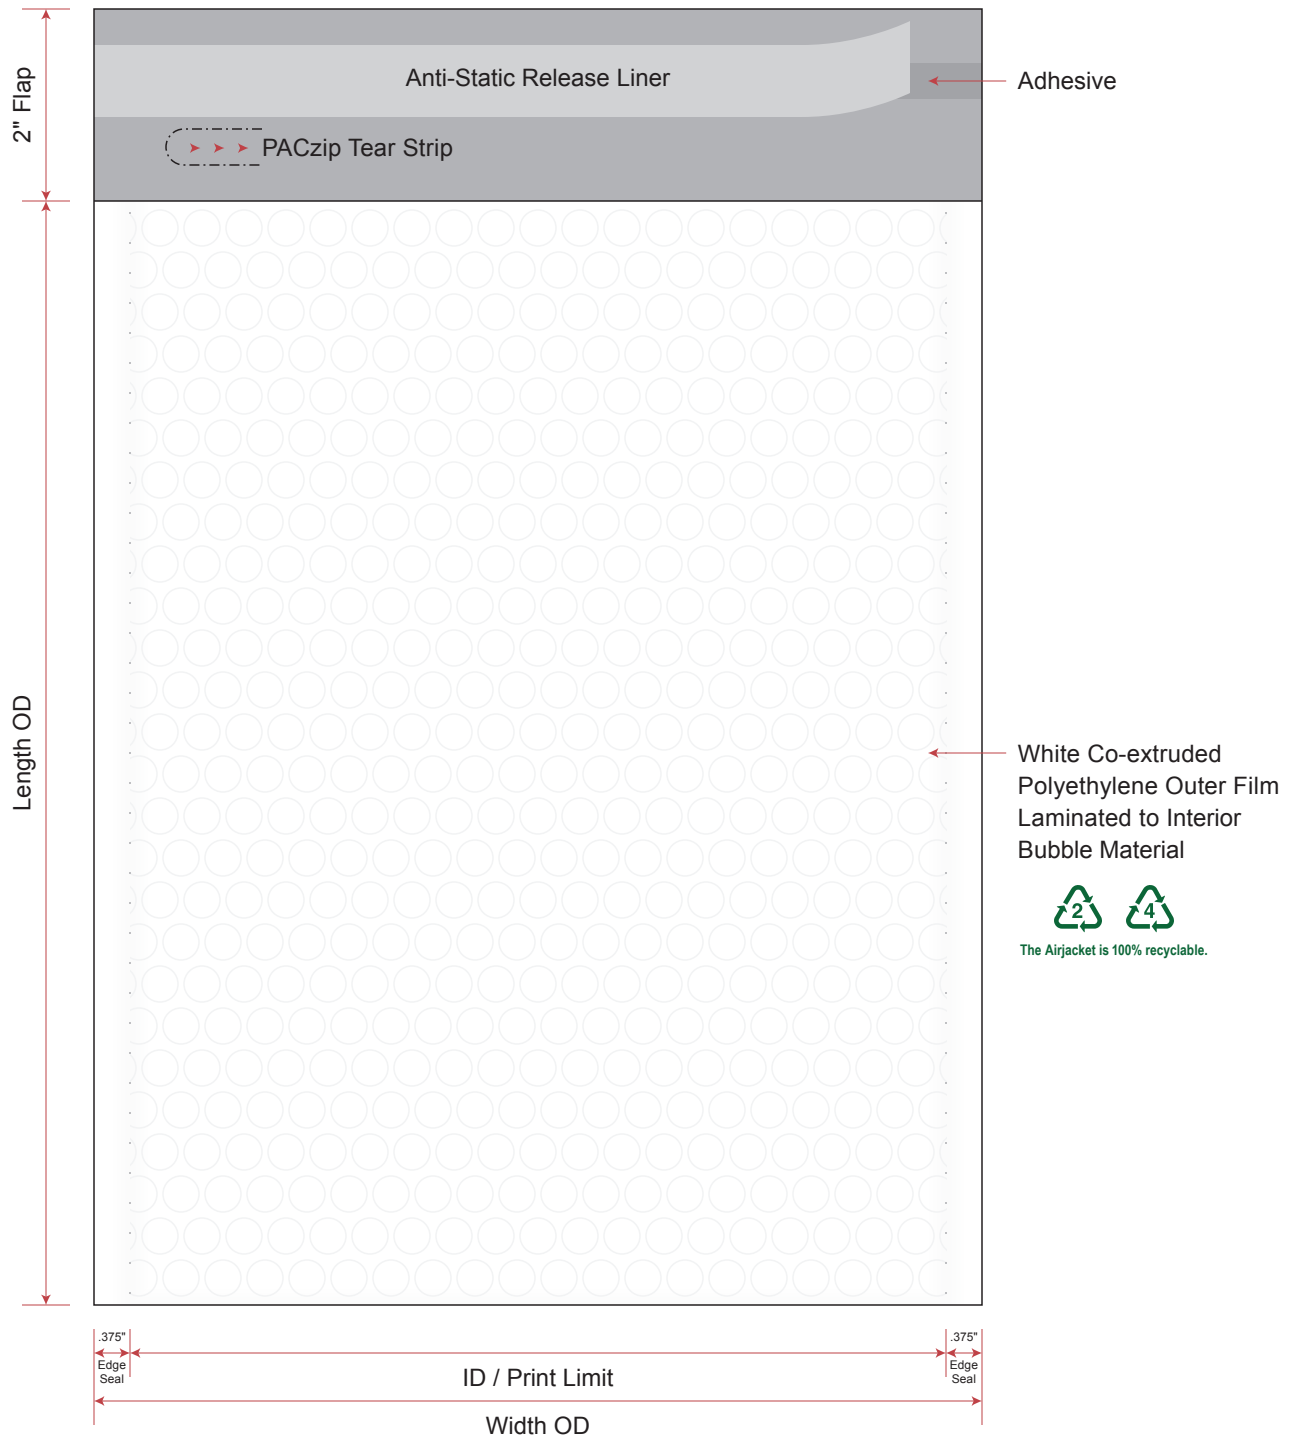 2" Flap
Anti-Static Release Liner
Adhesive
PACzip Tear Strip
Length OD
White Co-extruded
Polyethylene Outer Film
Laminated to Interior
Bubble Material
2 4
The Airjacket is 100% recyclable.
.375"
Edge
Seal
ID / Print Limit
.375"
Edge
Seal
Width OD